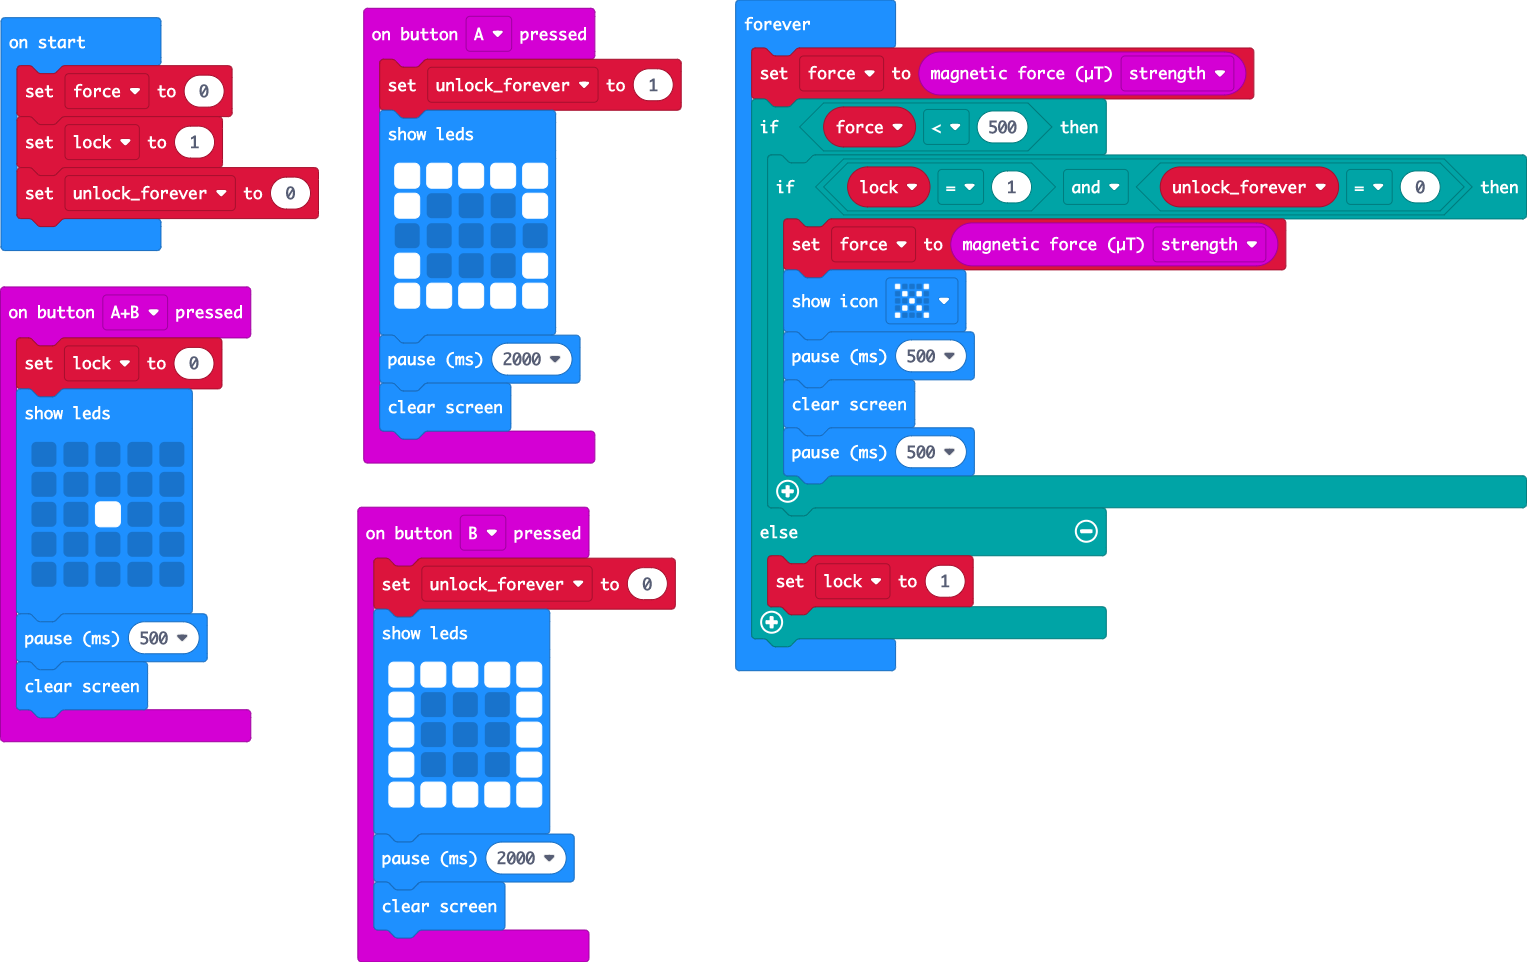 on start
set force to 0
set lock to 1
set unlock_forever to 0
on button A+B pressed
set lock to 0
show leds
pause (ms) 500
clear screen
on button A pressed
set unlock_forever to 1
show leds
pause (ms) 2000
clear screen
on button B pressed
set unlock_forever to 0
show leds
pause (ms) 2000
clear screen
forever
set force to magnetic force (µT) strength
if force < 500 then
if lock = 1 and unlock_forever = 0 then
set force to magnetic force (µT) strength
show icon
pause (ms) 500
clear screen
pause (ms) 500
else
set lock to 1